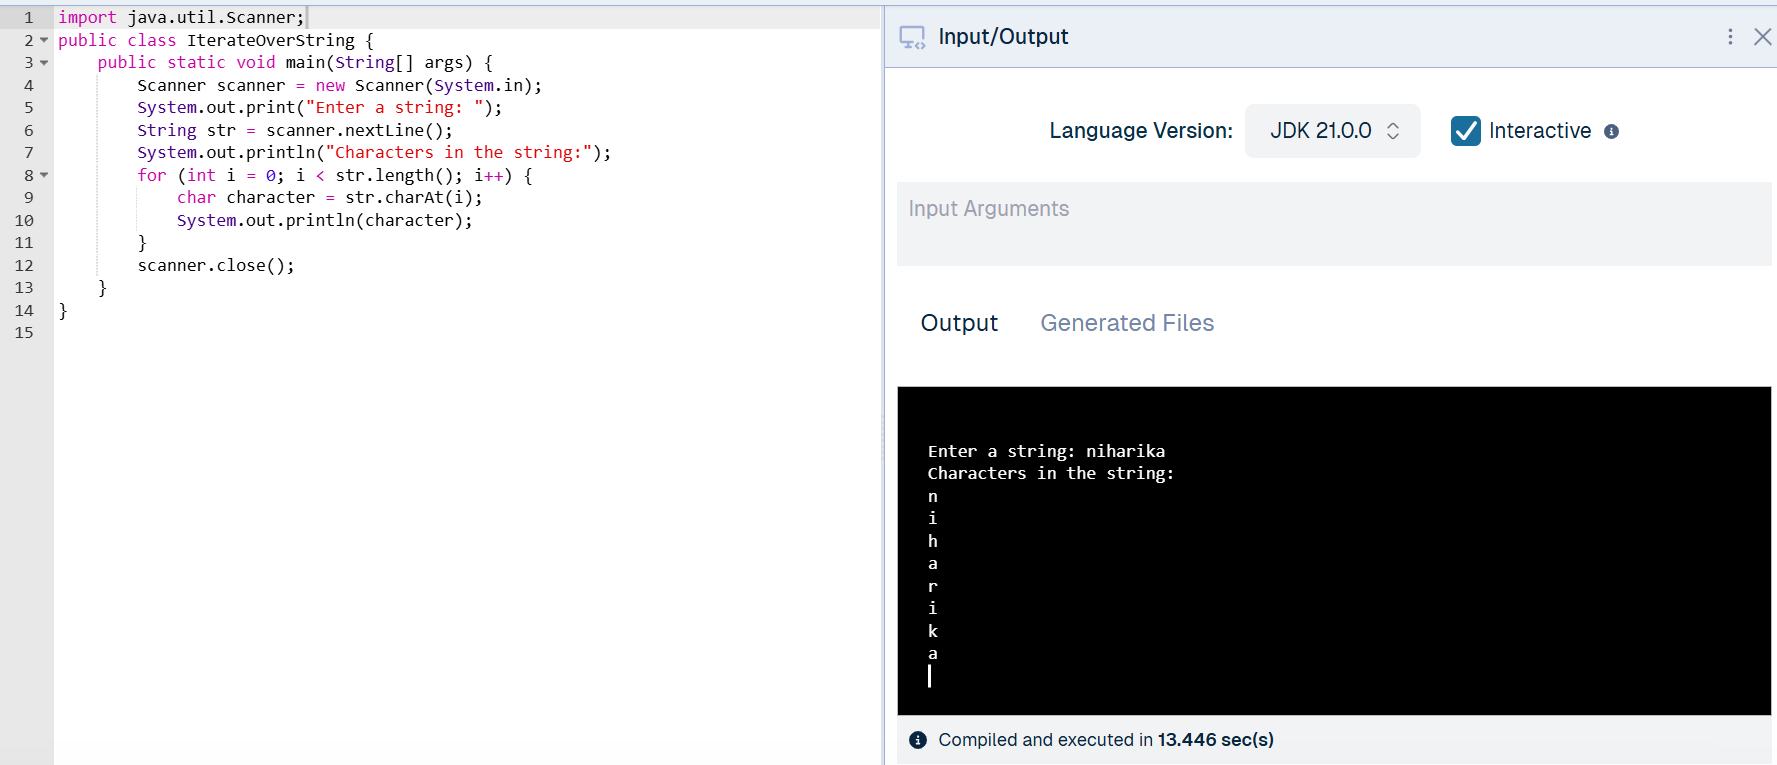 1 import java.util.Scanner;
2 public class IterateOverString {
3     public static void main(String[] args) {
4         Scanner scanner = new Scanner(System.in);
5         System.out.print("Enter a string: ");
6         String str = scanner.nextLine();
7         System.out.println("Characters in the string:");
8         for (int i = 0; i < str.length(); i++) {
9             char character = str.charAt(i);
10             System.out.println(character);
11         }
12         scanner.close();
13     }
14 }
15
Input/Output
Language Version: JDK 21.0.0 Interactive
Input Arguments
Output Generated Files
Enter a string: niharika
Characters in the string:
n
i
h
a
r
i
k
a
Compiled and executed in 13.446 sec(s)